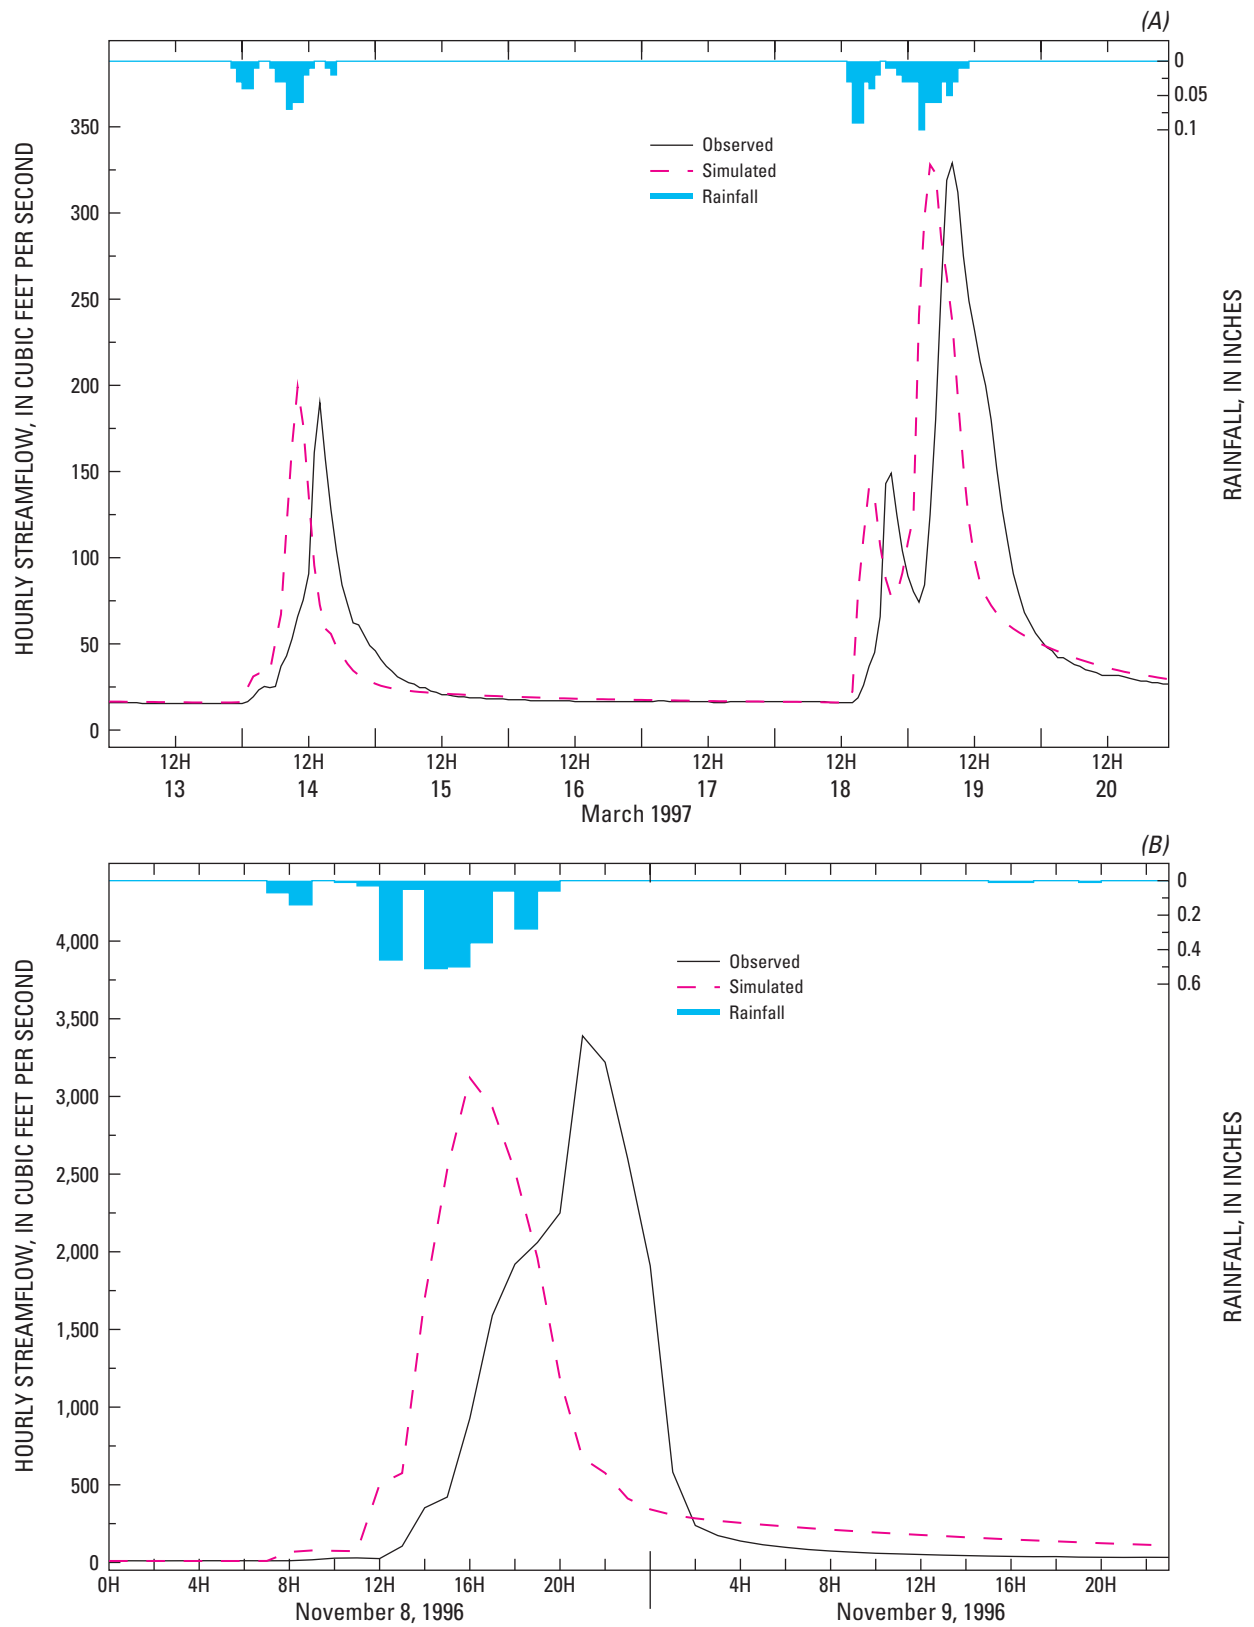 (A)
HOURLY STREAMFLOW, IN CUBIC FEET PER SECOND
350
300
250
200
150
100
50
0
0
0.05
0.1
RAINFALL, IN INCHES
Observed
Simulated
Rainfall
12H 12H 12H 12H 12H 12H 12H 12H
13 14 15 16 17 18 19 20
March 1997
(B)
HOURLY STREAMFLOW, IN CUBIC FEET PER SECOND
4,000
3,500
3,000
2,500
2,000
1,500
1,000
500
0
0
0.2
0.4
0.6
RAINFALL, IN INCHES
Observed
Simulated
Rainfall
0H 4H 8H 12H 16H 20H 4H 8H 12H 16H 20H
November 8, 1996 November 9, 1996